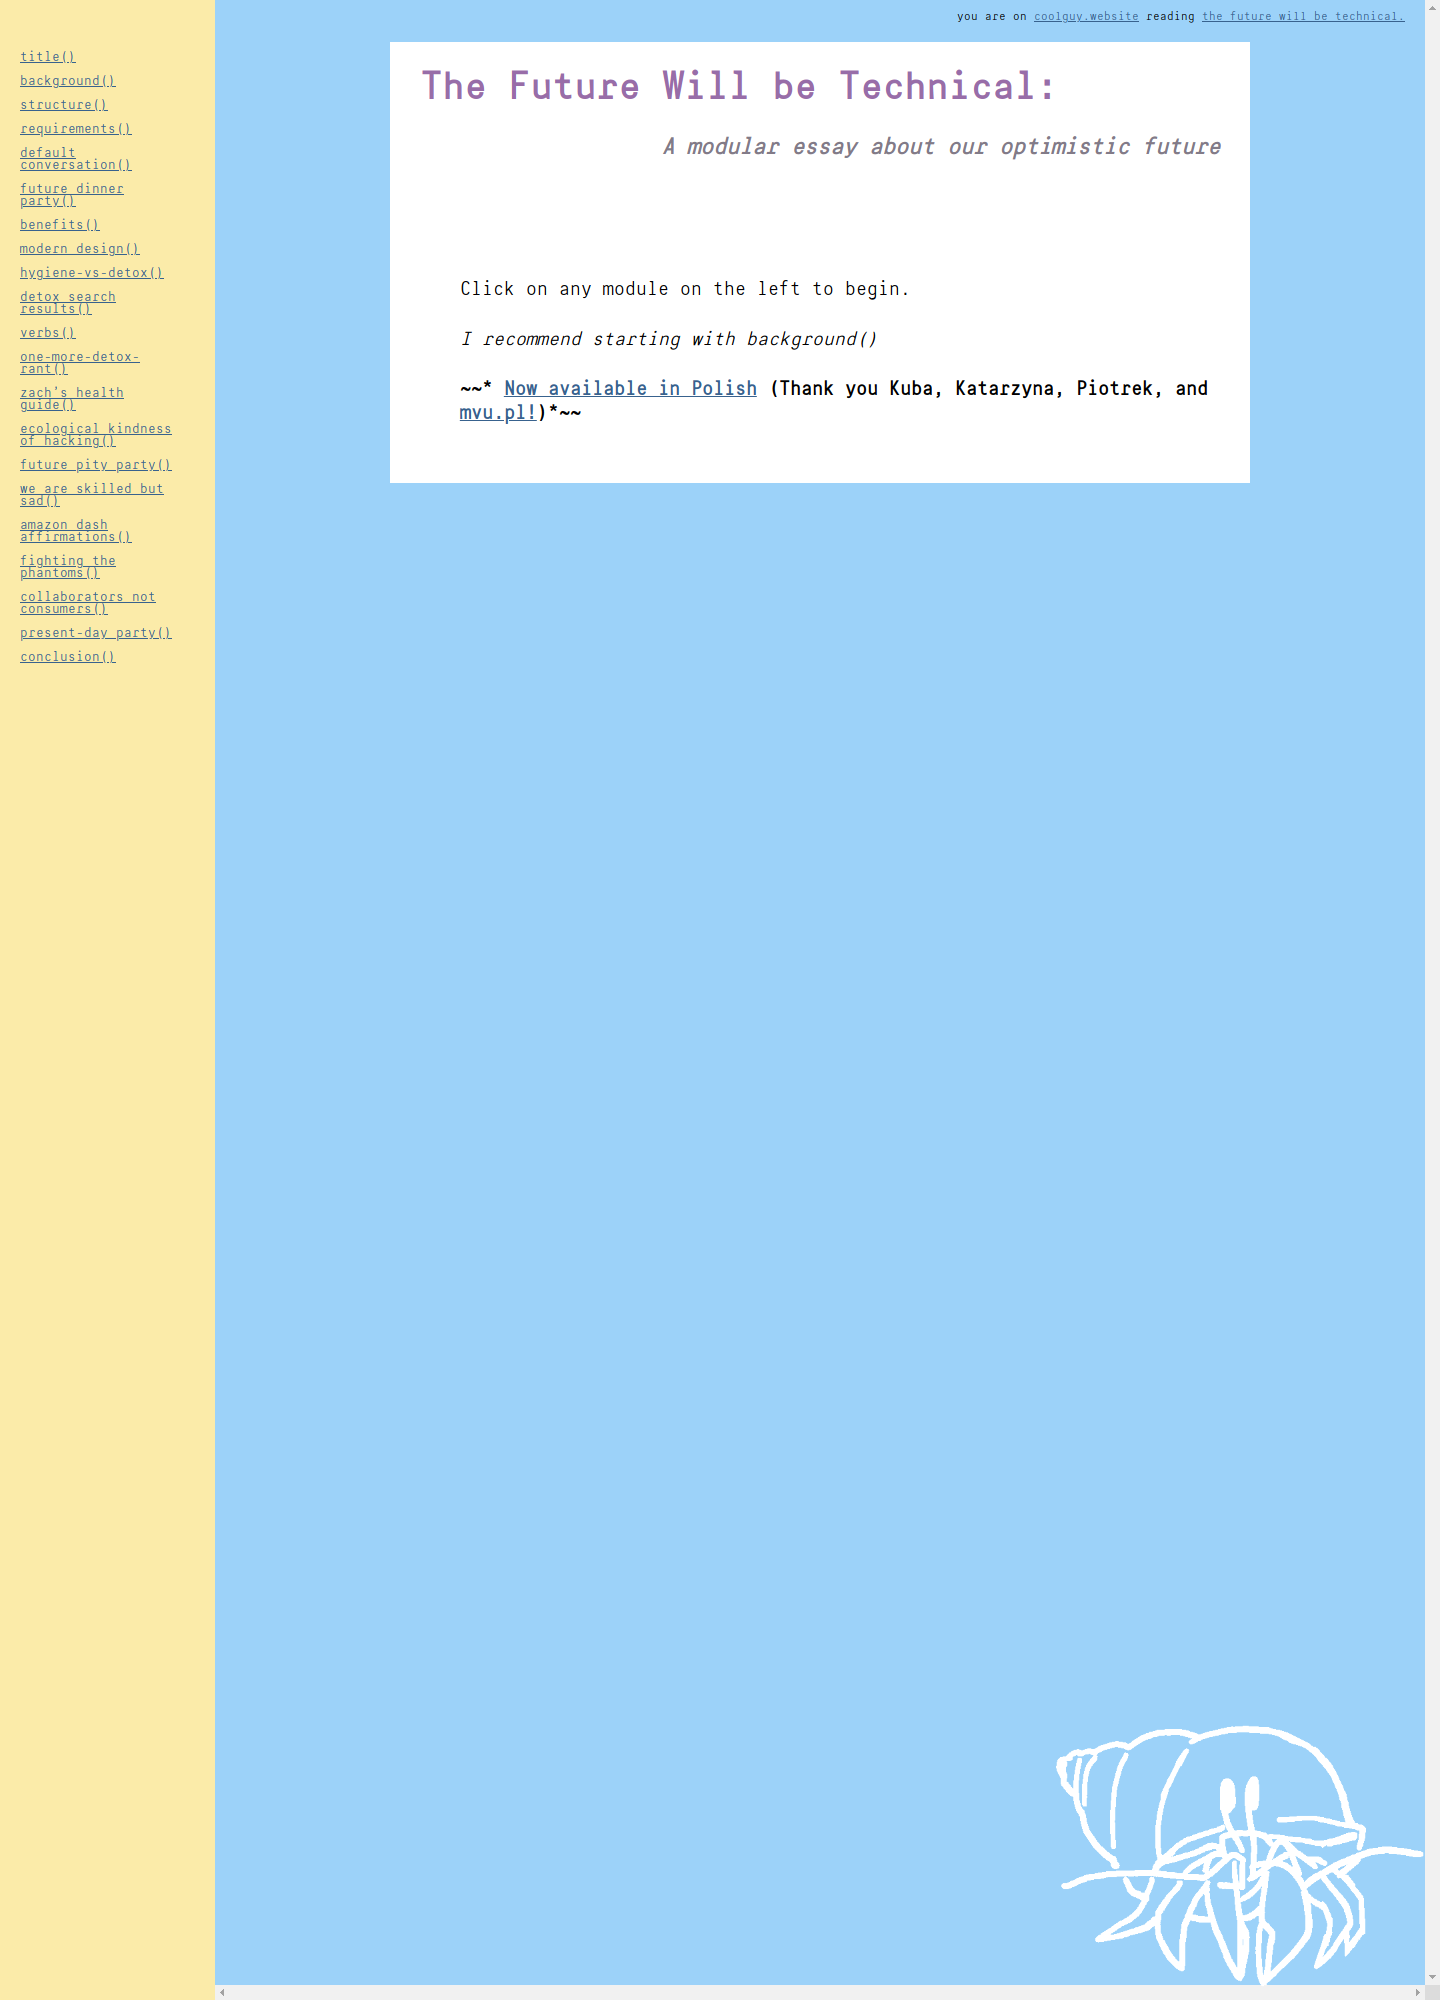 you are on coolguy.website reading the future will be technical.
title()
background()
structure()
requirements()
default
conversation()
future dinner
party()
benefits()
modern design()
hygiene-vs-detox()
detox search
results()
verbs()
one-more-detox-
rant()
zach’s health
guide()
ecological kindness
of hacking()
future pity party()
we are skilled but
sad()
amazon dash
affirmations()
fighting the
phantoms()
collaborators not
consumers()
present-day party()
conclusion()
The Future Will be Technical:
A modular essay about our optimistic future
Click on any module on the left to begin.
I recommend starting with background()
~~* Now available in Polish (Thank you Kuba, Katarzyna, Piotrek, and
mvu.pl!)*~~